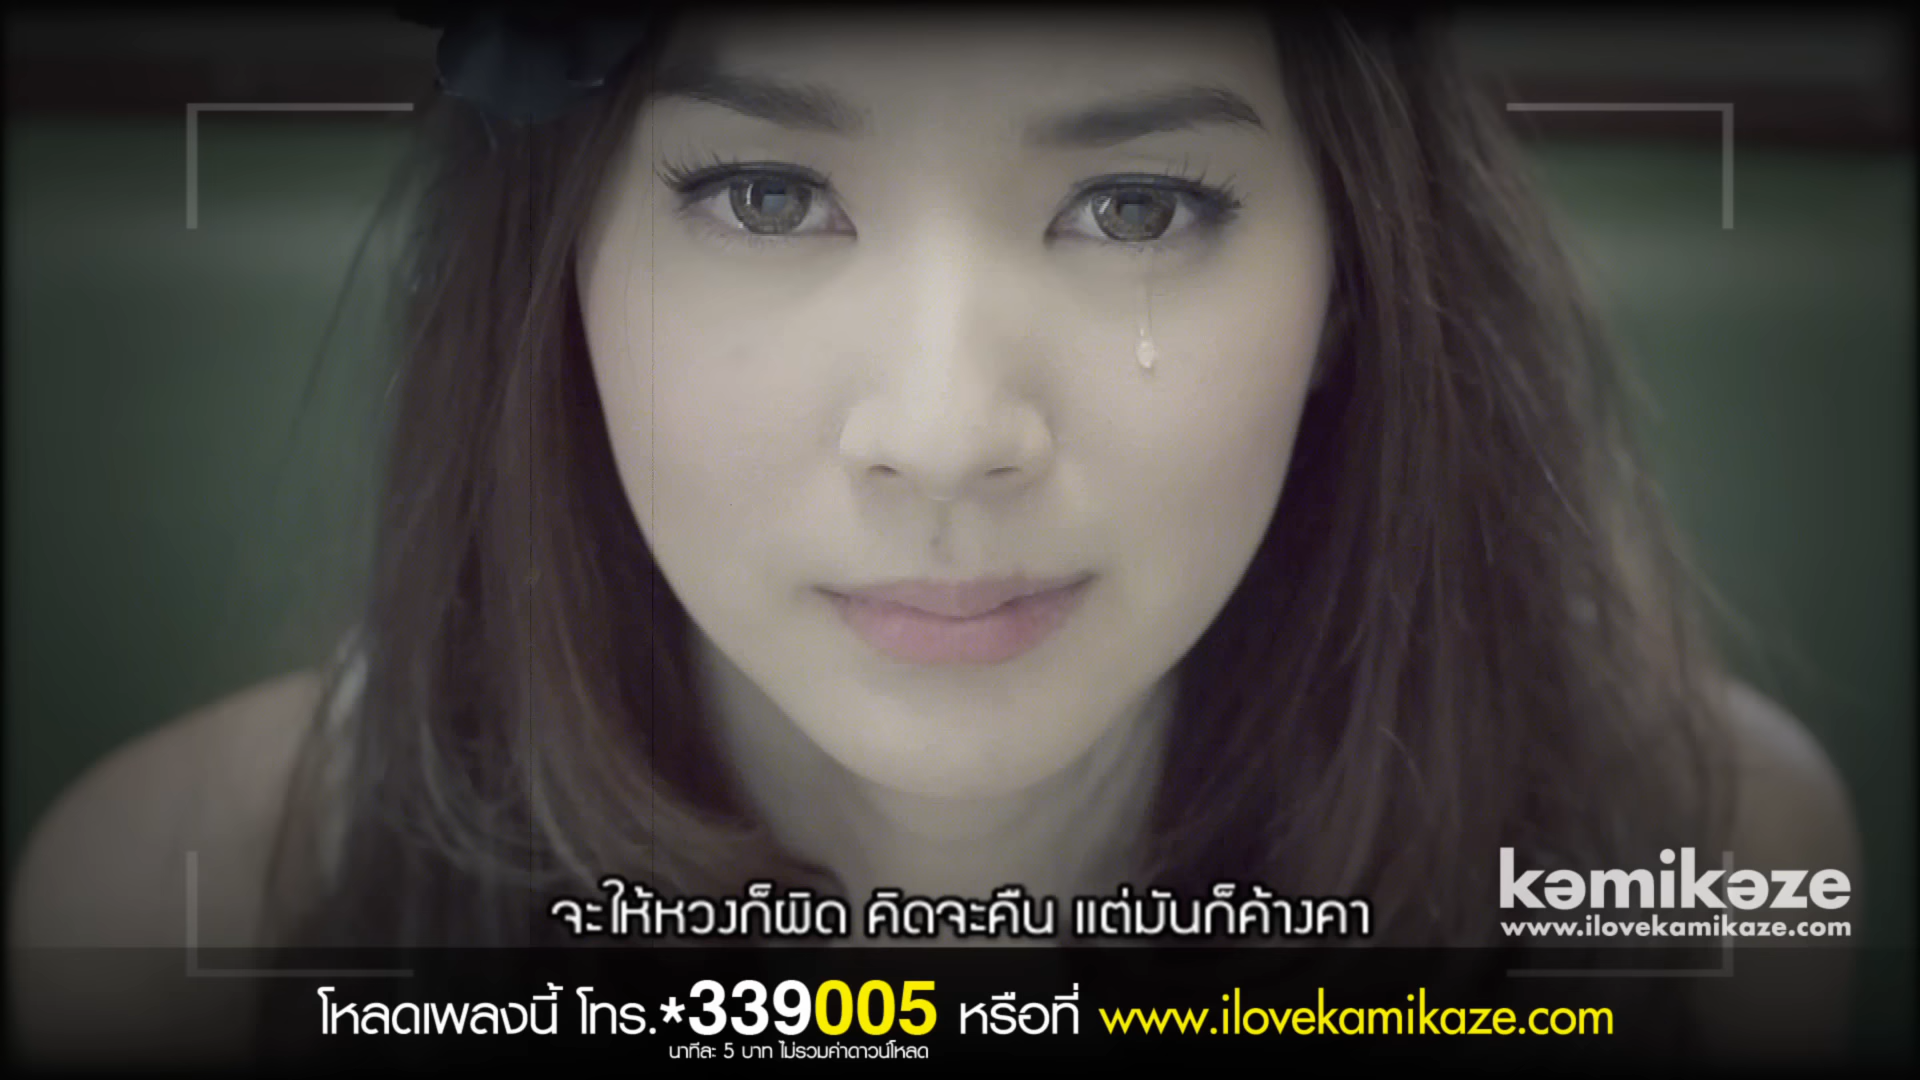 จะให้หวงก็ผิด คิดจะคืน แต่มันก็ค้างคา
kamikaze
www.ilovekamikaze.com
โหลดเพลงนี้ โทร.*339005 หรือที่ www.ilovekamikaze.com
นาทีละ 5 บาท ไม่รวมค่าดาวน์โหลด